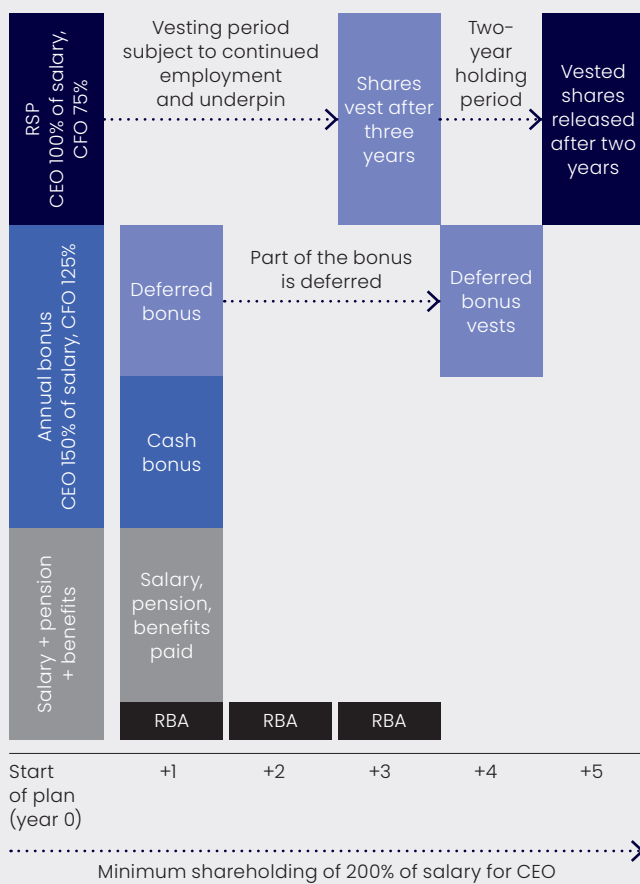 RSP
CEO 100% of salary,
CFO 75%
Vesting period
subject to continued
employment
and underpin
Shares
vest after
three
years
Two-
year
holding
period
Vested
shares
released
after two
years
Annual bonus
CEO 150% of salary, CFO 125%
Deferred
bonus
Part of the bonus
is deferred
Deferred
bonus
vests
Cash
bonus
Salary + pension
+ benefits
Salary,
pension,
benefits
paid
RBA
RBA
RBA
Start
of plan
(year 0)
+1
+2
+3
+4
+5
Minimum shareholding of 200% of salary for CEO